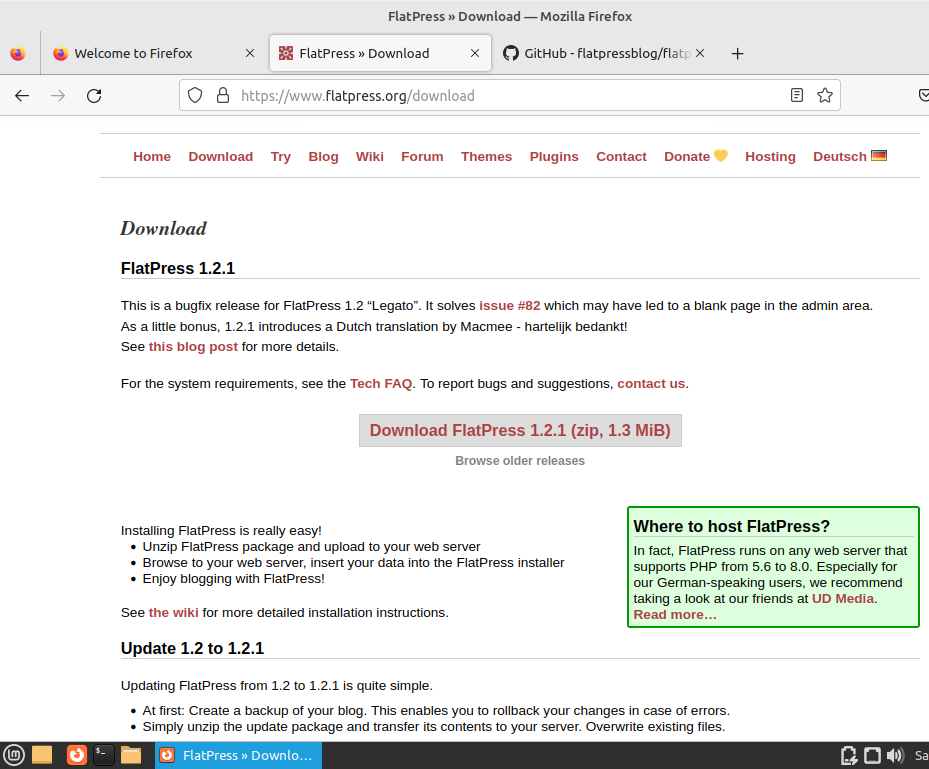 FlatPress » Download — Mozilla Firefox
Welcome to Firefox
FlatPress » Download
GitHub - flatpressblog/flatp
https://www.flatpress.org/download
Home Download Try Blog Wiki Forum Themes Plugins Contact Donate 💛 Hosting Deutsch
Download
FlatPress 1.2.1
This is a bugfix release for FlatPress 1.2 “Legato”. It solves issue #82 which may have led to a blank page in the admin area.
As a little bonus, 1.2.1 introduces a Dutch translation by Macmee - hartelijk bedankt!
See this blog post for more details.
For the system requirements, see the Tech FAQ. To report bugs and suggestions, contact us.
Download FlatPress 1.2.1 (zip, 1.3 MiB)
Browse older releases
Installing FlatPress is really easy!
• Unzip FlatPress package and upload to your web server
• Browse to your web server, insert your data into the FlatPress installer
• Enjoy blogging with FlatPress!
See the wiki for more detailed installation instructions.
Where to host FlatPress?
In fact, FlatPress runs on any web server that
supports PHP from 5.6 to 8.0. Especially for
our German-speaking users, we recommend
taking a look at our friends at UD Media.
Read more…
Update 1.2 to 1.2.1
Updating FlatPress from 1.2 to 1.2.1 is quite simple.
• At first: Create a backup of your blog. This enables you to rollback your changes in case of errors.
• Simply unzip the update package and transfer its contents to your server. Overwrite existing files.
FlatPress » Downlo...
Sa